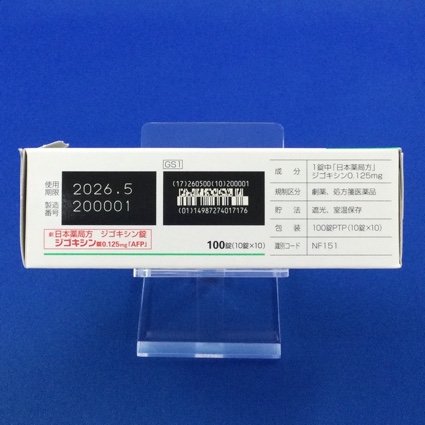 使用
期限 2026.5
製造
番号 200001
劇 日本薬局方 ジゴキシン錠
ジゴキシン錠0.125mg「AFP」
GS1
(17)260500(10)200001
(01)14987274017176
100錠(10錠×10)
成分 1錠中「日本薬局方」
ジゴキシン0.125mg
規制区分 劇薬、処方箋医薬品
貯法 遮光、室温保存
包装 100錠PTP(10錠×10)
識別コード NF151